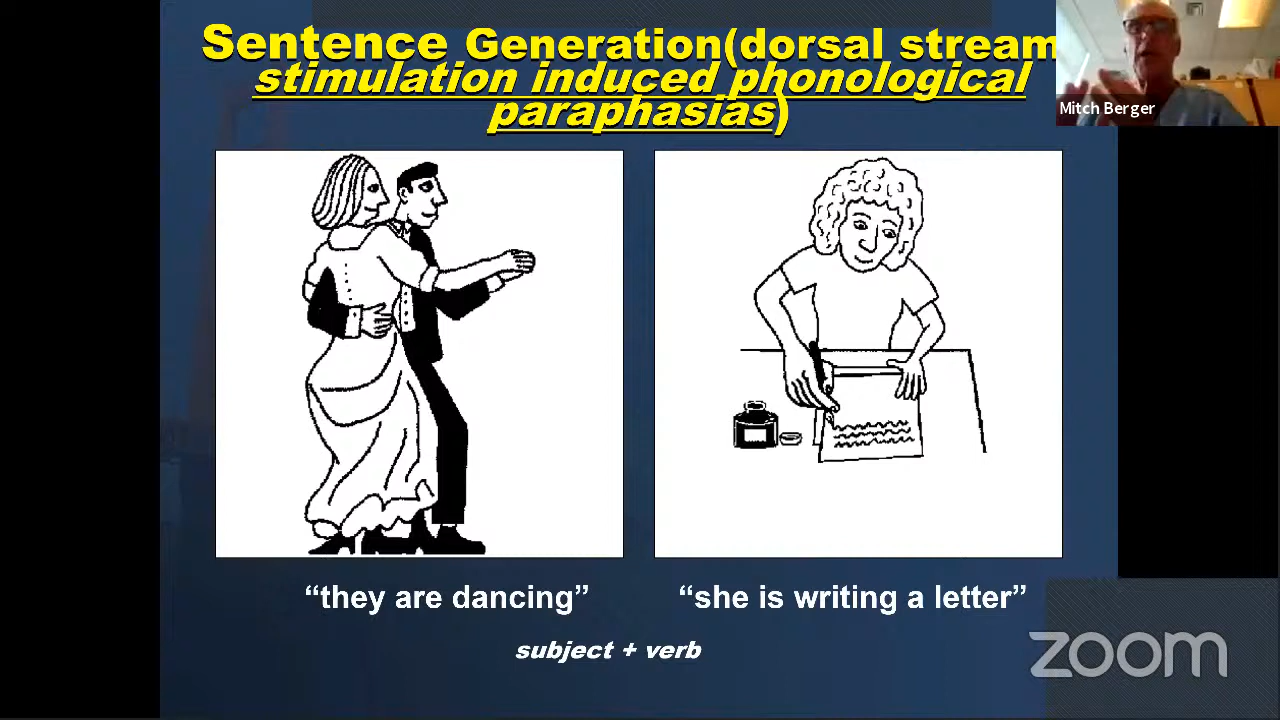 Sentence Generation(dorsal stream
stimulation induced phonological
paraphasias)
Mitch Berger
“they are dancing”
“she is writing a letter”
subject + verb
zoom